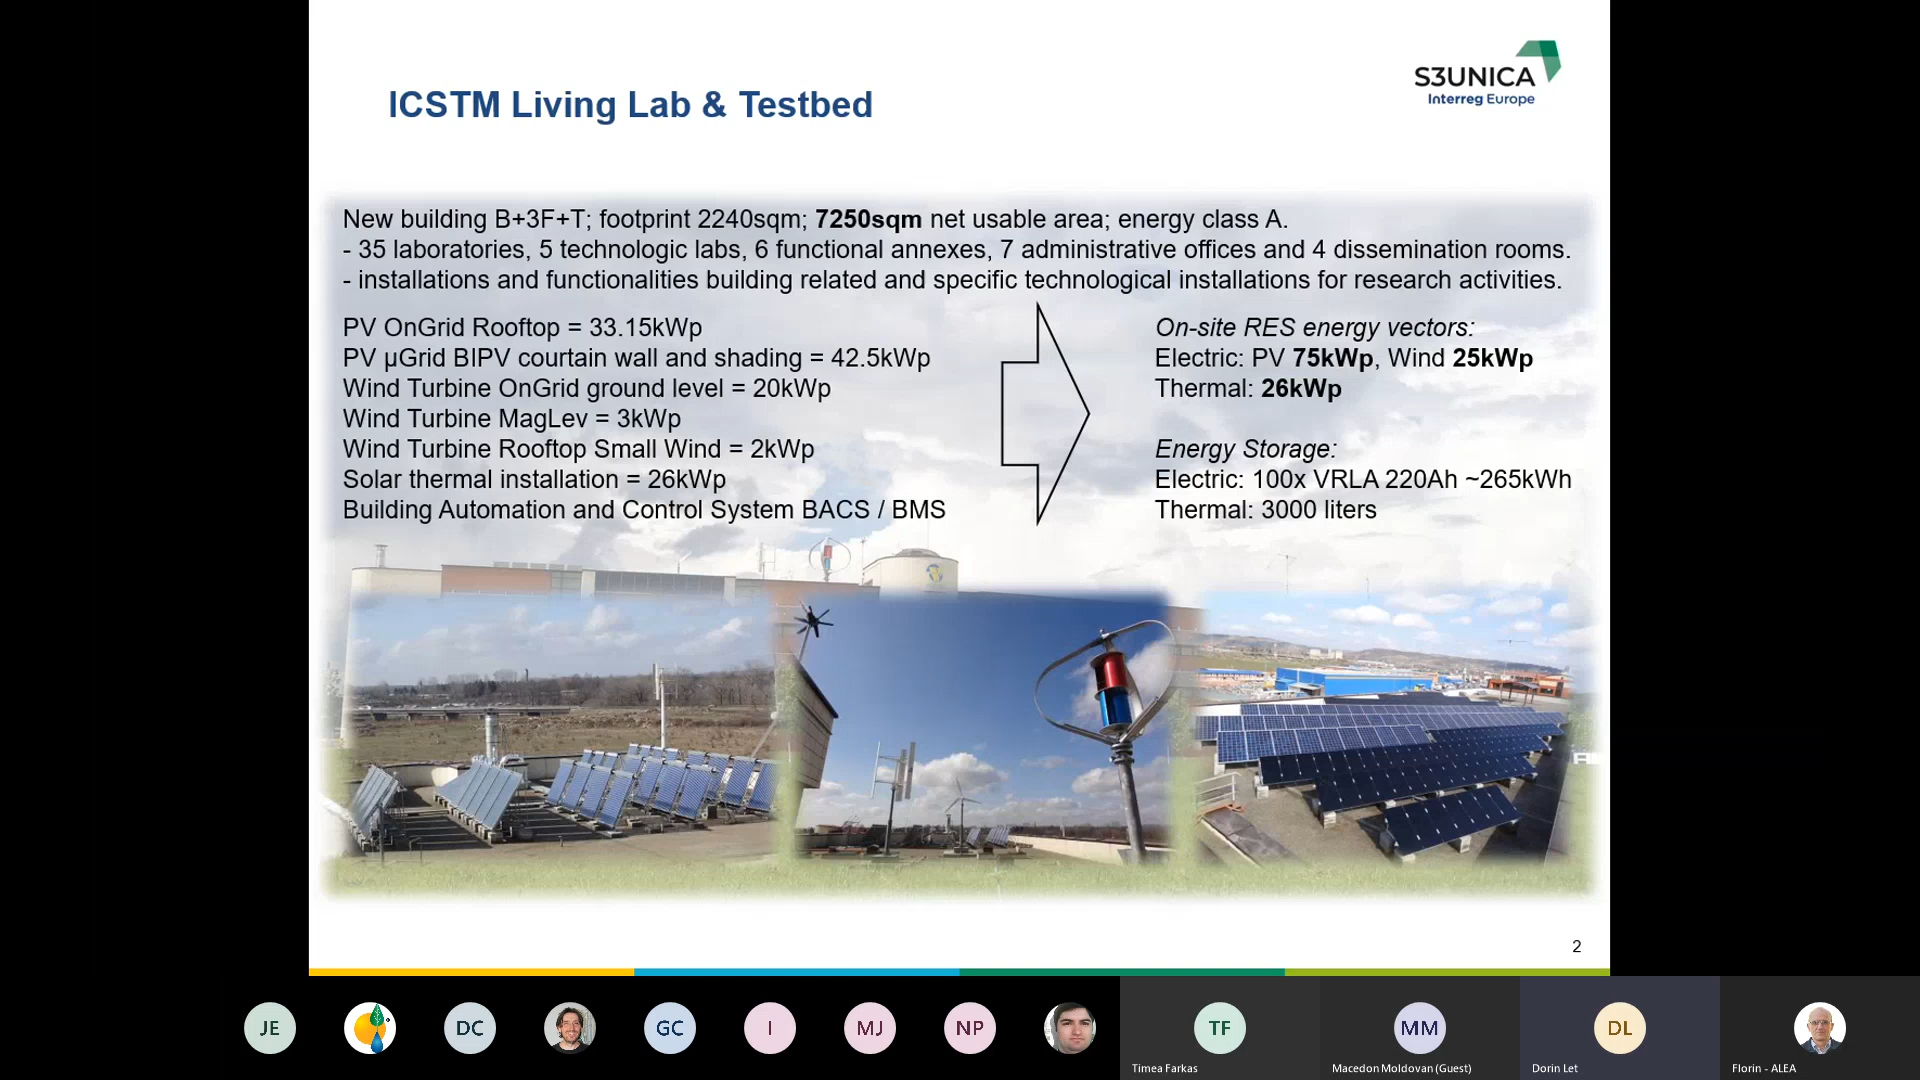 S3UNICA
Interreg Europe
ICSTM Living Lab & Testbed
New building B+3F+T; footprint 2240sqm; 7250sqm net usable area; energy class A.
- 35 laboratories, 5 technologic labs, 6 functional annexes, 7 administrative offices and 4 dissemination rooms.
- installations and functionalities building related and specific technological installations for research activities.
PV OnGrid Rooftop = 33.15kWp
PV µGrid BIPV courtain wall and shading = 42.5kWp
Wind Turbine OnGrid ground level = 20kWp
Wind Turbine MagLev = 3kWp
Wind Turbine Rooftop Small Wind = 2kWp
Solar thermal installation = 26kWp
Building Automation and Control System BACS / BMS
On-site RES energy vectors:
Electric: PV 75kWp, Wind 25kWp
Thermal: 26kWp
Energy Storage:
Electric: 100x VRLA 220Ah ~265kWh
Thermal: 3000 liters
2
JE
DC
GC
I
MJ
NP
TF
Timea Farkas
MM
Macedon Moldovan (Guest)
DL
Dorin Let
Florin - ALEA